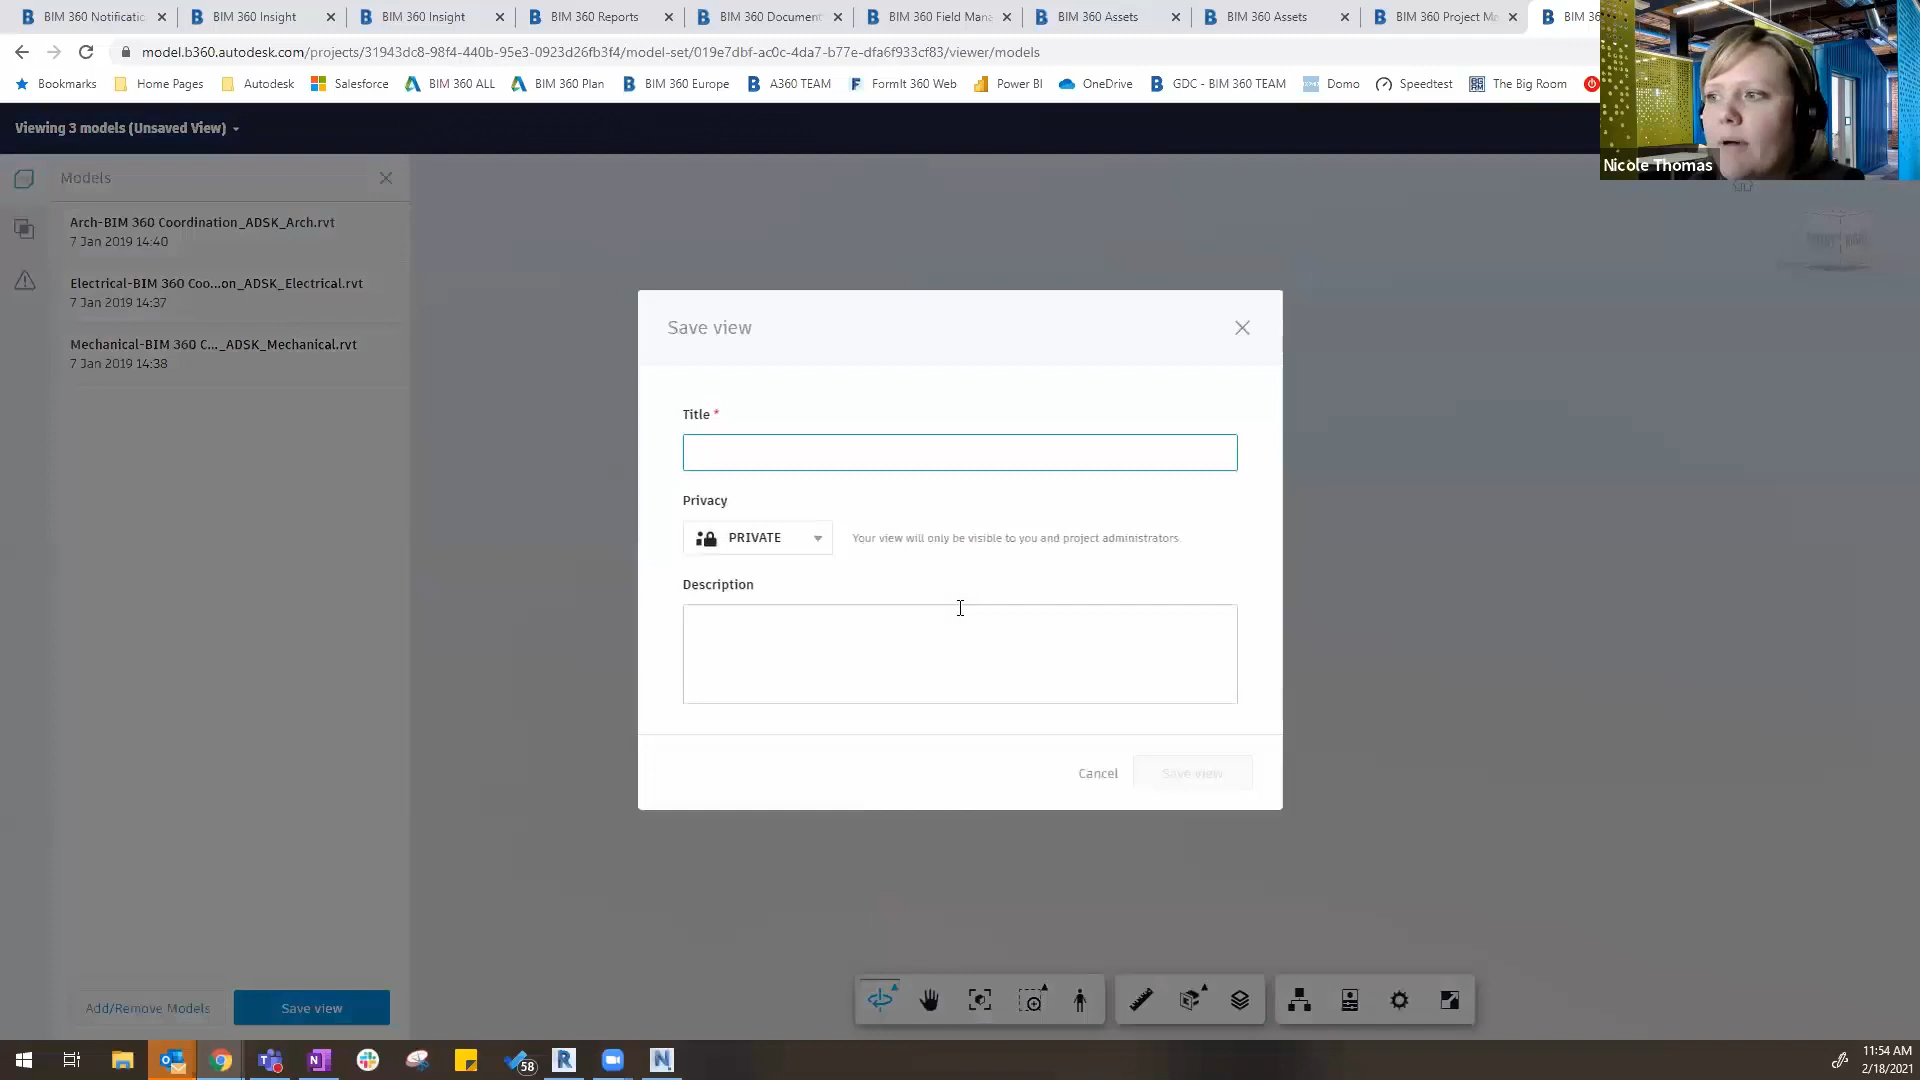 BIM 360 Notificatio
BIM 360 Insight
BIM 360 Insight
BIM 360 Reports
BIM 360 Document
BIM 360 Field Mana
BIM 360 Assets
BIM 360 Assets
BIM 360 Project M
BIM 36
model.b360.autodesk.com/projects/31943dc8-98f4-440b-95e3-0923d26fb3f4/model-set/019e7dbf-ac0c-4da7-b77e-dfa6f933cf83/viewer/models
Bookmarks
Home Pages
Autodesk
Salesforce
BIM 360 ALL
BIM 360 Plan
BIM 360 Europe
A360 TEAM
FormIt 360 Web
Power BI
OneDrive
GDC - BIM 360 TEAM
Domo
Speedtest
The Big Room
Viewing 3 models (Unsaved View)
Nicole Thomas
Models
Arch-BIM 360 Coordination_ADSK_Arch.rvt
7 Jan 2019 14:40
Electrical-BIM 360 Coo...on_ADSK_Electrical.rvt
7 Jan 2019 14:37
Mechanical-BIM 360 C..._ADSK_Mechanical.rvt
7 Jan 2019 14:38
Save view
Title *
Privacy
PRIVATE
Your view will only be visible to you and project administrators.
Description
Cancel
Save view
Add/Remove Models
Save view
58
11:54 AM
2/18/2021